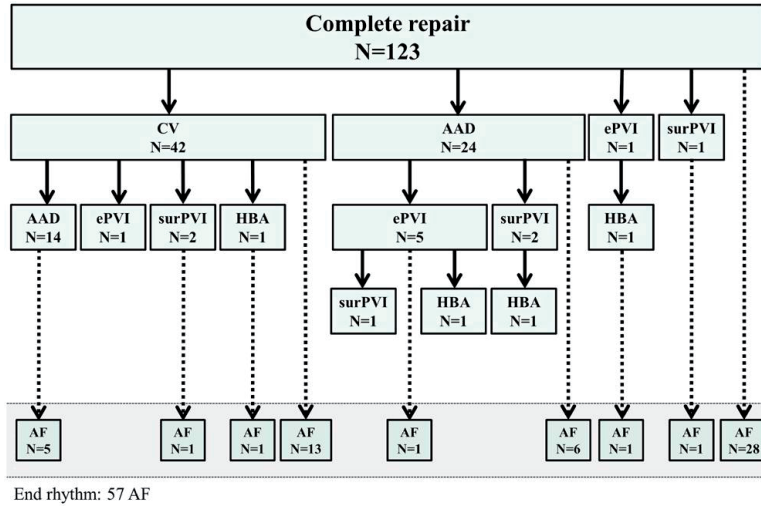 Complete repair
N=123
CV
N=42
AAD
N=24
ePVI
N=1
surPVI
N=1
AAD
N=14
ePVI
N=1
surPVI
N=2
HBA
N=1
ePVI
N=5
surPVI
N=2
HBA
N=1
surPVI
N=1
HBA
N=1
HBA
N=1
AF
N=5
AF
N=1
AF
N=1
AF
N=13
AF
N=1
AF
N=6
AF
N=1
AF
N=1
AF
N=28
End rhythm: 57 AF